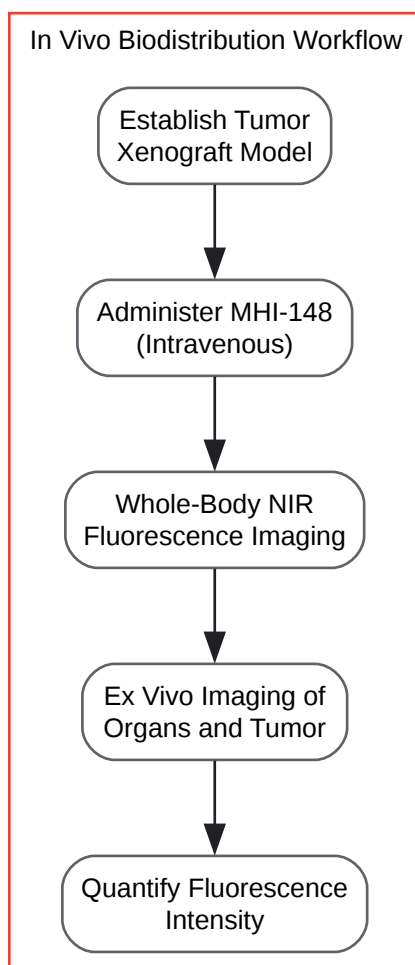 In Vivo Biodistribution Workflow
Establish Tumor
Xenograft Model
Administer MHI-148
(Intravenous)
Whole-Body NIR
Fluorescence Imaging
Ex Vivo Imaging of
Organs and Tumor
Quantify Fluorescence
Intensity